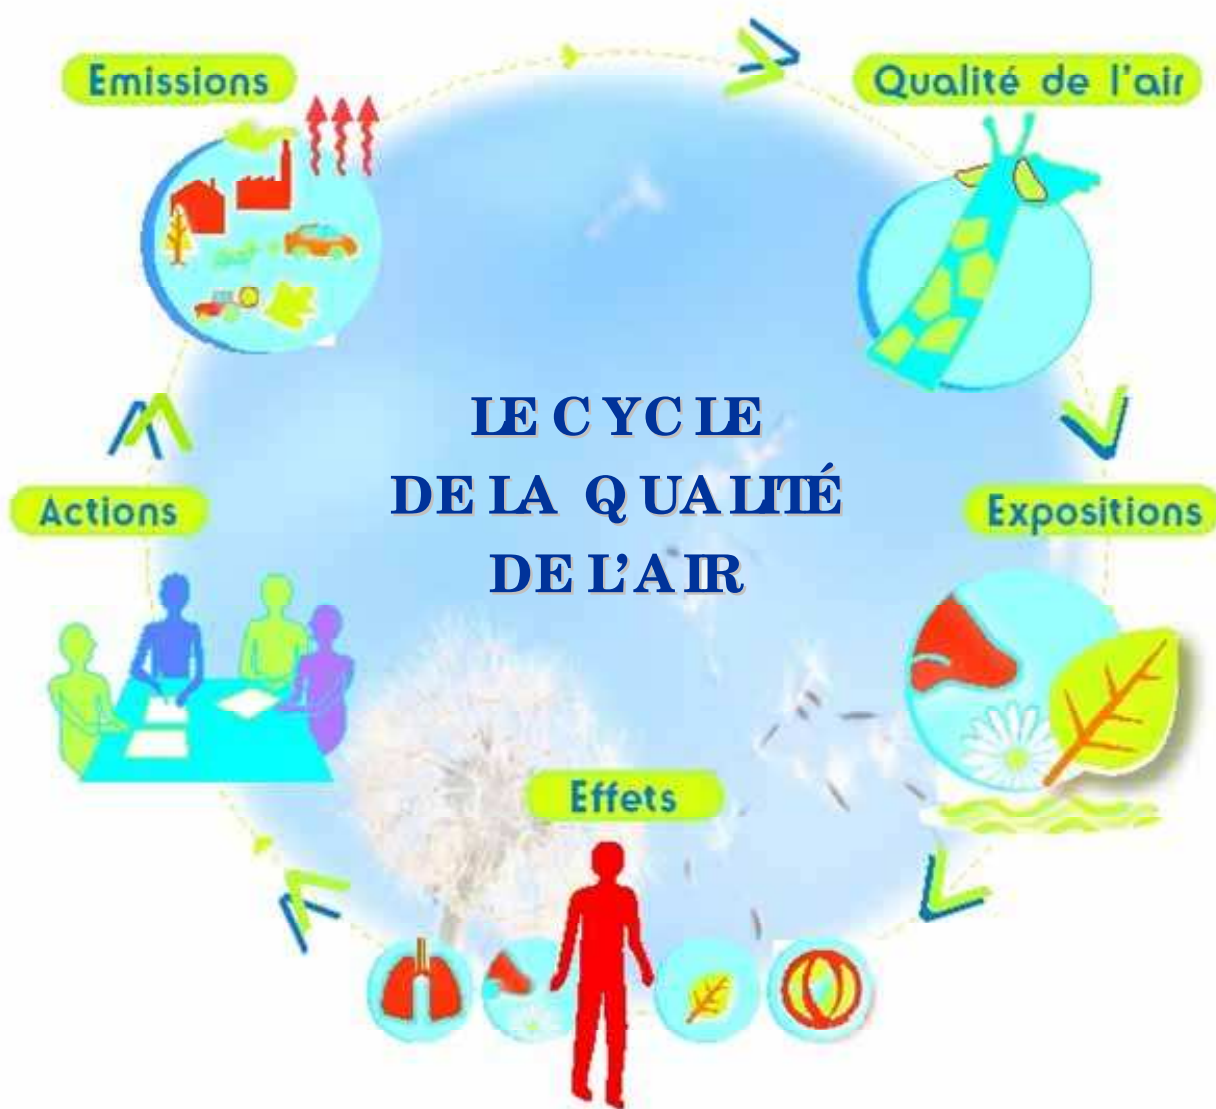 Emissions
Qualité de l'air
LE CYCLE
DE LA QUALITÉ
DE L'AIR
Actions
Expositions
Effets